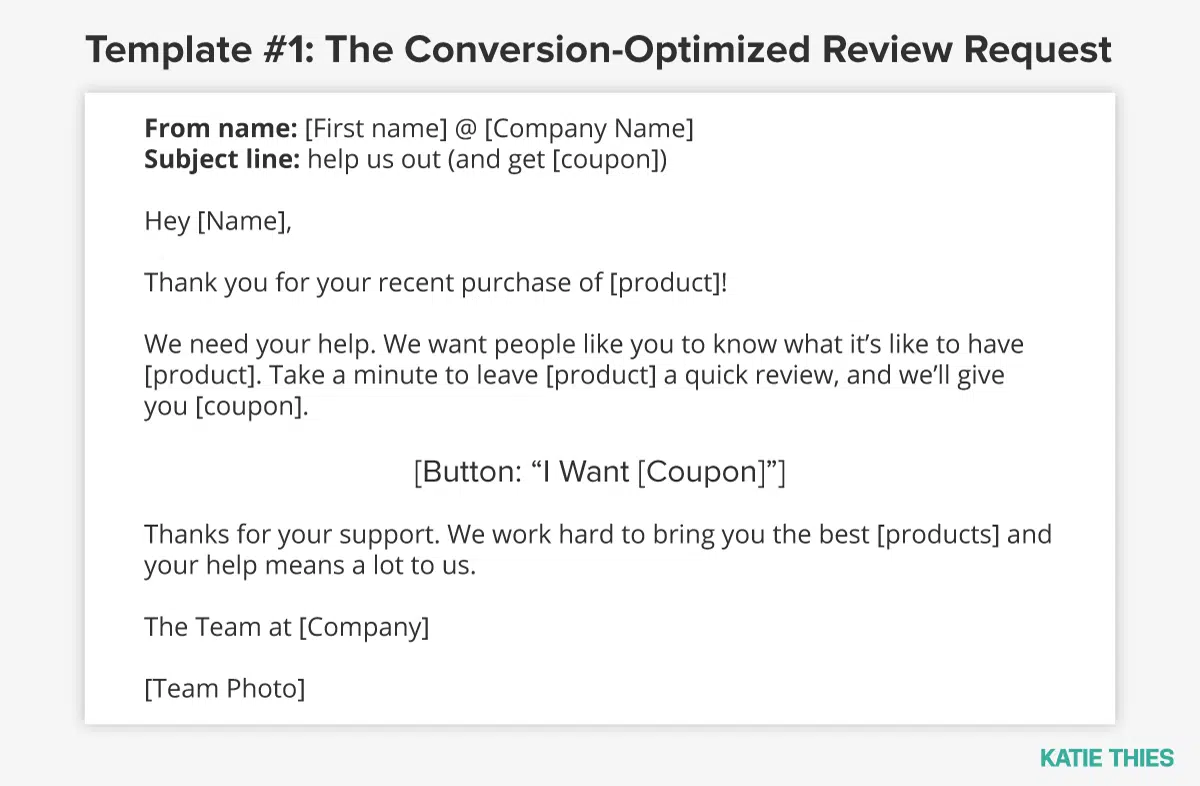 Template #1: The Conversion-Optimized Review Request
From name: [First name] @ [Company Name]
Subject line: help us out (and get [coupon])
Hey [Name],
Thank you for your recent purchase of [product]!
We need your help. We want people like you to know what it’s like to have
[product]. Take a minute to leave [product] a quick review, and we’ll give
you [coupon].
[Button: “I Want [Coupon]”]
Thanks for your support. We work hard to bring you the best [products] and
your help means a lot to us.
The Team at [Company]
[Team Photo]
KATIE THIES